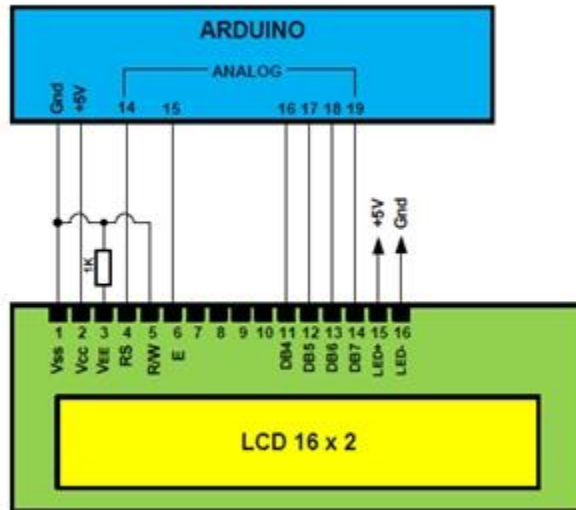 ARDUINO
ANALOG
Gnd
+5V
14
15
16 17 18 19
+5V
Gnd
1K
1 2 3 4 5 6 7 8 9 10 11 12 13 14 15 16
Vss
Vcc
VEE
RS
R/W
E
DB4
DB5
DB6
DB7
LED+
LED-
LCD 16 x 2